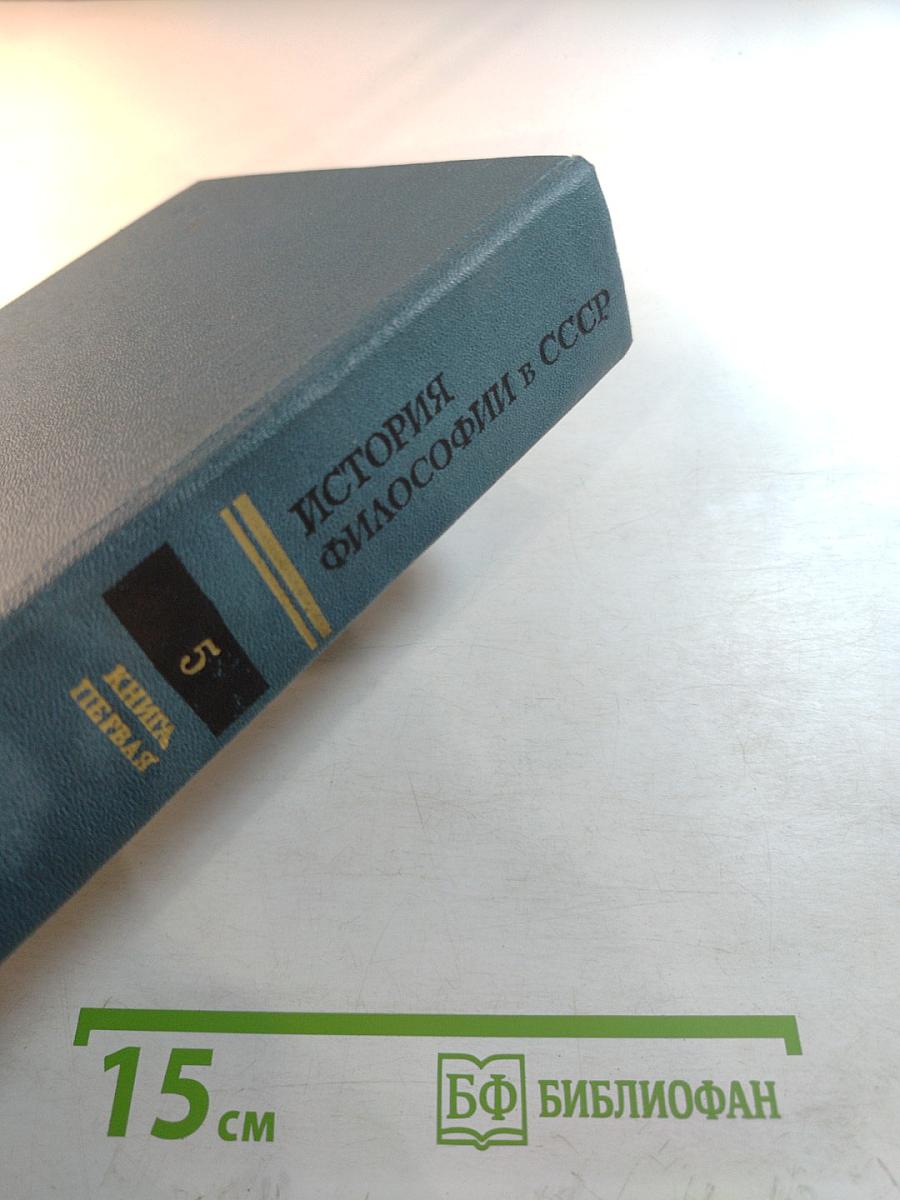 ИСТОРИЯ
ФИЛОСОФИИ в СССР
5
КНИГА
ПЕРВАЯ
15 см
БФ БИБЛИОФАН